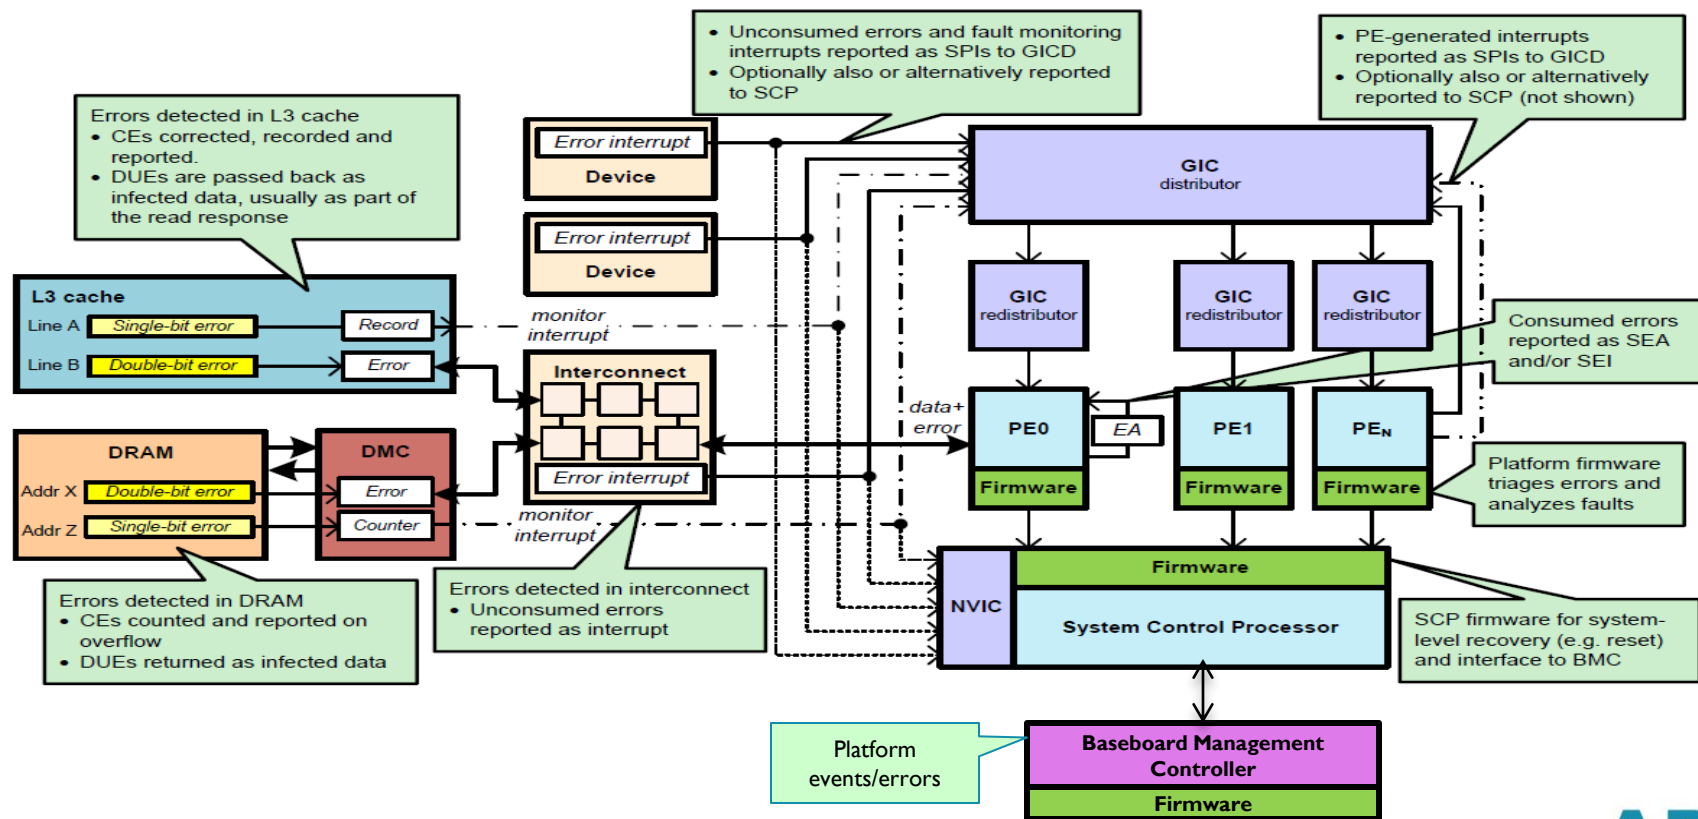 • Unconsumed errors and fault monitoring
interrupts reported as SPIs to GICD
• Optionally also or alternatively reported
to SCP
• PE-generated interrupts
reported as SPIs to GICD
• Optionally also or alternatively
reported to SCP (not shown)
Errors detected in L3 cache
• CEs corrected, recorded and
reported.
• DUEs are passed back as
infected data, usually as part of
the read response
Error interrupt
Device
Error interrupt
Device
GIC
distributor
GIC
redistributor
GIC
redistributor
GIC
redistributor
L3 cache
Line A
Single-bit error
Record
Line B
Double-bit error
Error
monitor
interrupt
Interconnect
Error interrupt
Consumed errors
reported as SEA
and/or SEI
data+
error
PE0
EA
PE1
PEN
Firmware
Firmware
Firmware
Platform firmware
triages errors and
analyzes faults
DRAM
Addr X
Double-bit error
Addr Z
Single-bit error
DMC
Error
Counter
monitor
interrupt
Errors detected in DRAM
• CEs counted and reported on
overflow
• DUEs returned as infected data
Errors detected in interconnect
• Unconsumed errors
reported as interrupt
NVIC
Firmware
System Control Processor
SCP firmware for system-
level recovery (e.g. reset)
and interface to BMC
Platform
events/errors
Baseboard Management
Controller
Firmware